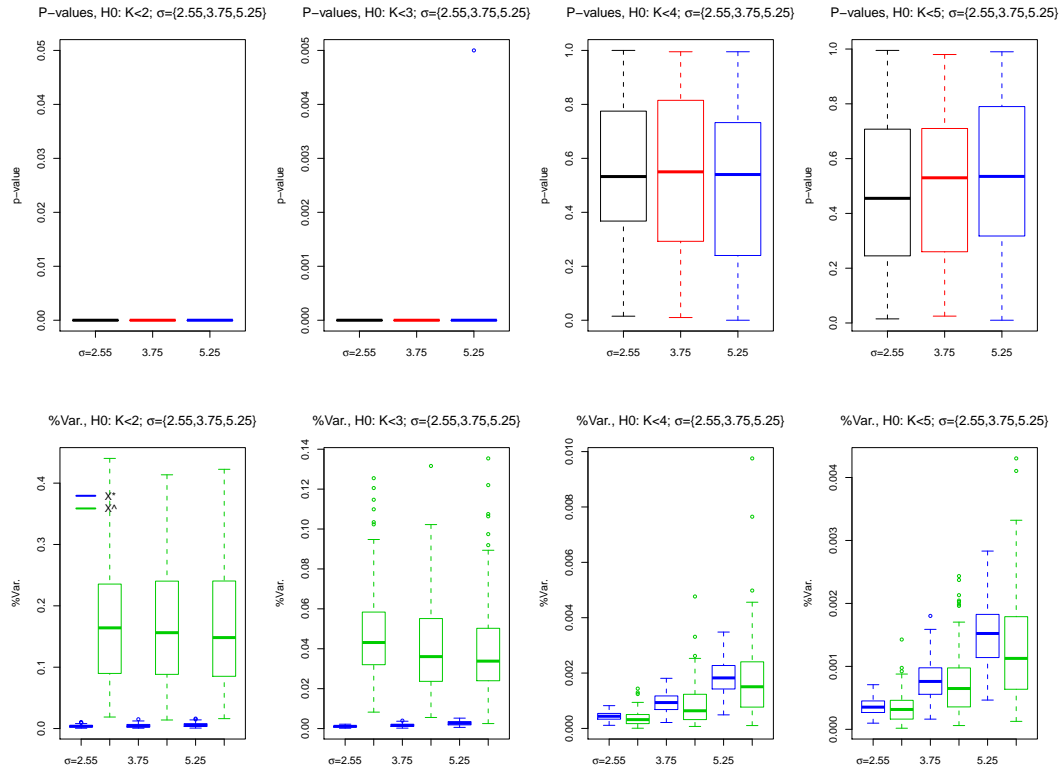 P−values, H0: K<2; σ={2.55,3.75,5.25}
p−value
0.00
0.01
0.02
0.03
0.04
0.05
σ=2.55
3.75
5.25
P−values, H0: K<3; σ={2.55,3.75,5.25}
p−value
0.000
0.001
0.002
0.003
0.004
0.005
σ=2.55
3.75
5.25
P−values, H0: K<4; σ={2.55,3.75,5.25}
p−value
0.0
0.2
0.4
0.6
0.8
1.0
σ=2.55
3.75
5.25
P−values, H0: K<5; σ={2.55,3.75,5.25}
p−value
0.0
0.2
0.4
0.6
0.8
1.0
σ=2.55
3.75
5.25
%Var., H0: K<2; σ={2.55,3.75,5.25}
%Var.
0.0
0.1
0.2
0.3
0.4
X*
X^
σ=2.55
3.75
5.25
%Var., H0: K<3; σ={2.55,3.75,5.25}
%Var.
0.00
0.02
0.04
0.06
0.08
0.10
0.12
0.14
σ=2.55
3.75
5.25
%Var., H0: K<4; σ={2.55,3.75,5.25}
%Var.
0.000
0.002
0.004
0.006
0.008
0.010
σ=2.55
3.75
5.25
%Var., H0: K<5; σ={2.55,3.75,5.25}
%Var.
0.000
0.001
0.002
0.003
0.004
σ=2.55
3.75
5.25